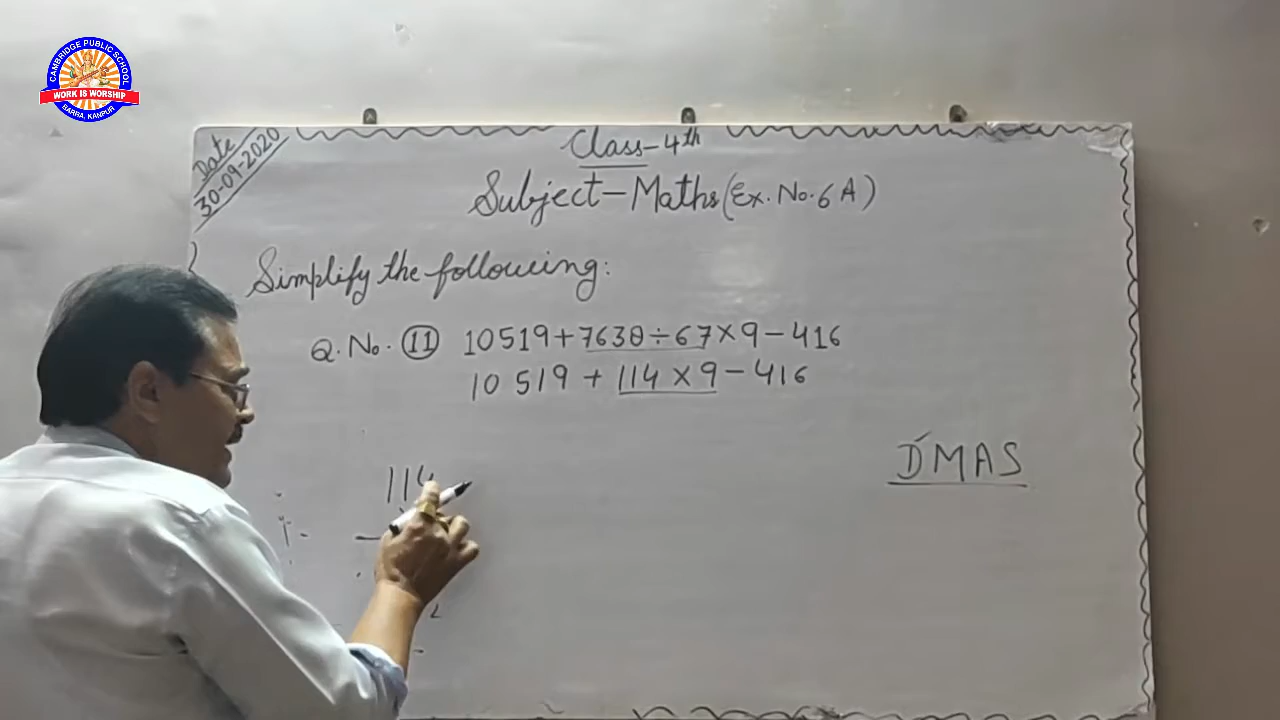 CAMBRIDGE PUBLIC SCHOOL
WORK IS WORSHIP
BARRA, KANPUR
Date
30-09-2020
Class-4th
Subject-Maths (Ex. No. 6 A)
Simplify the following:
Q. No. 11 10519+7638÷67×9-416
10519 + 114 × 9 - 416
DMAS
114